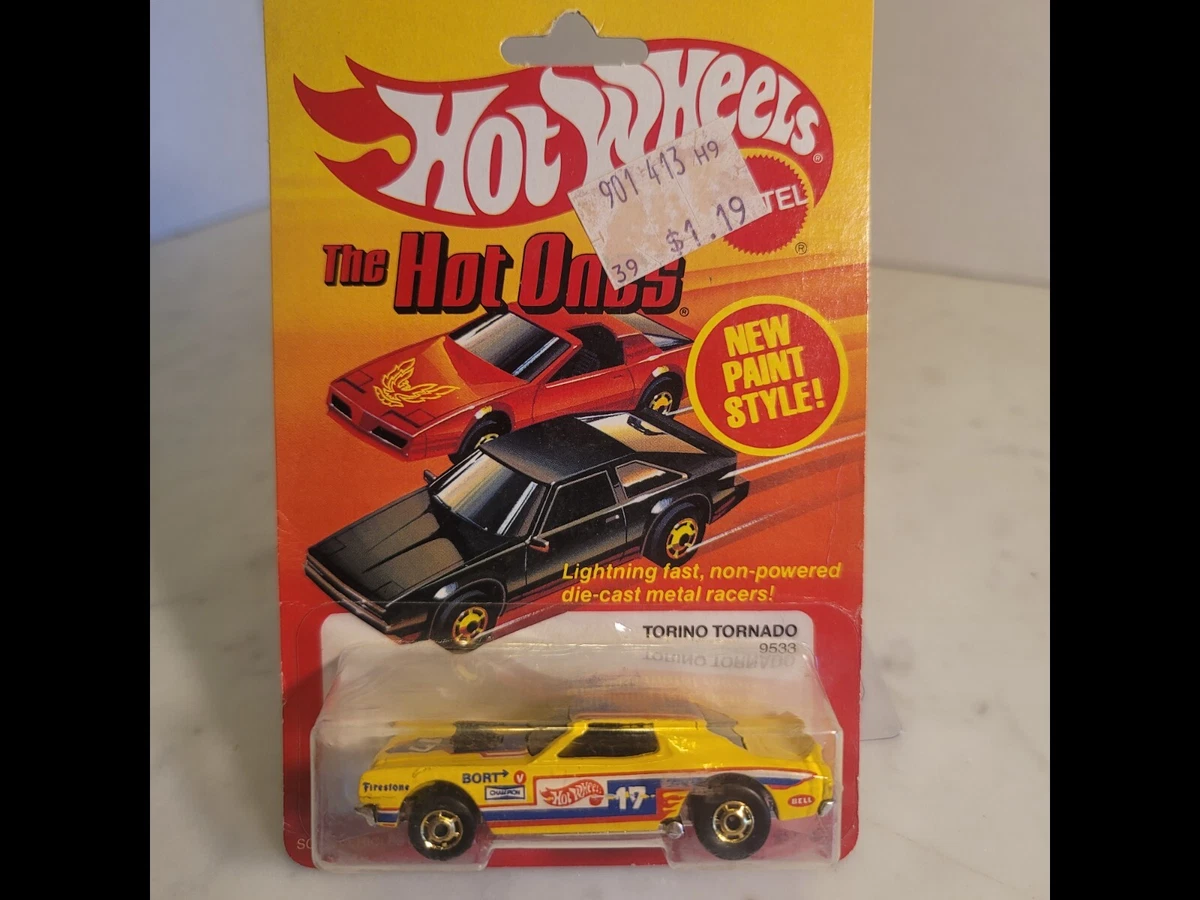 Hot Wheels
®
901 413 H9
$1.19
39
TEL
®
The Hot Ones
®
NEW
PAINT
STYLE!
Lightning fast, non-powered
die-cast metal racers!
TORINO TORNADO
9533
Firestone
BORT
V
CHAMPION
Hot Wheels
17
BELL